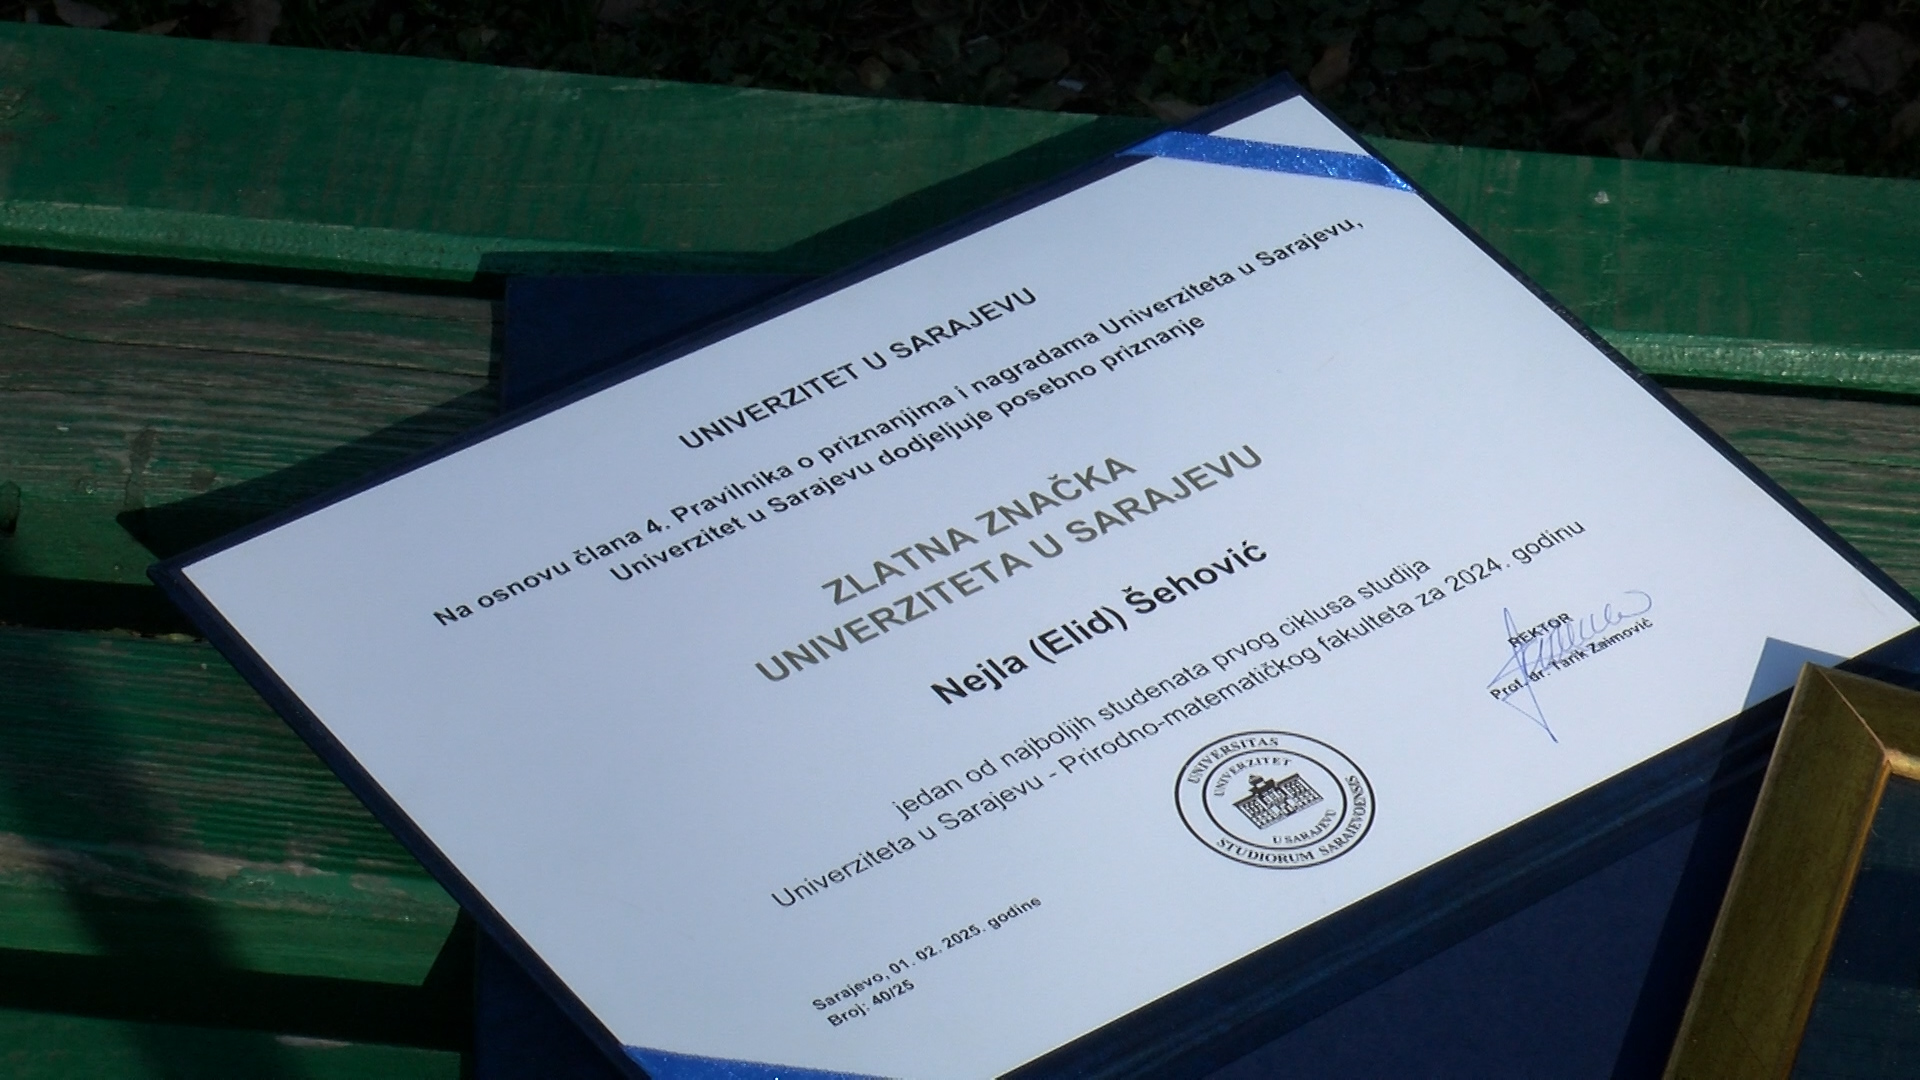 UNIVERZITET U SARAJEVU
Na osnovu člana 4. Pravilnika o priznanjima i nagradama Univerziteta u Sarajevu,
Univerzitet u Sarajevu dodjeljuje posebno priznanje
ZLATNA ZNAČKA
UNIVERZITETA U SARAJEVU
Nejla (Elid) Šehović
jedan od najboljih studenata prvog ciklusa studija
Univerziteta u Sarajevu - Prirodno-matematičkog fakulteta za 2024. godinu
REKTOR
Prof. dr. Tarik Zaimović
UNIVERSITAS
STUDIORUM SARAIEVOENSIS
UNIVERZITET
U SARAJEVU
Sarajevo, 01. 02. 2025. godine
Broj: 40/25